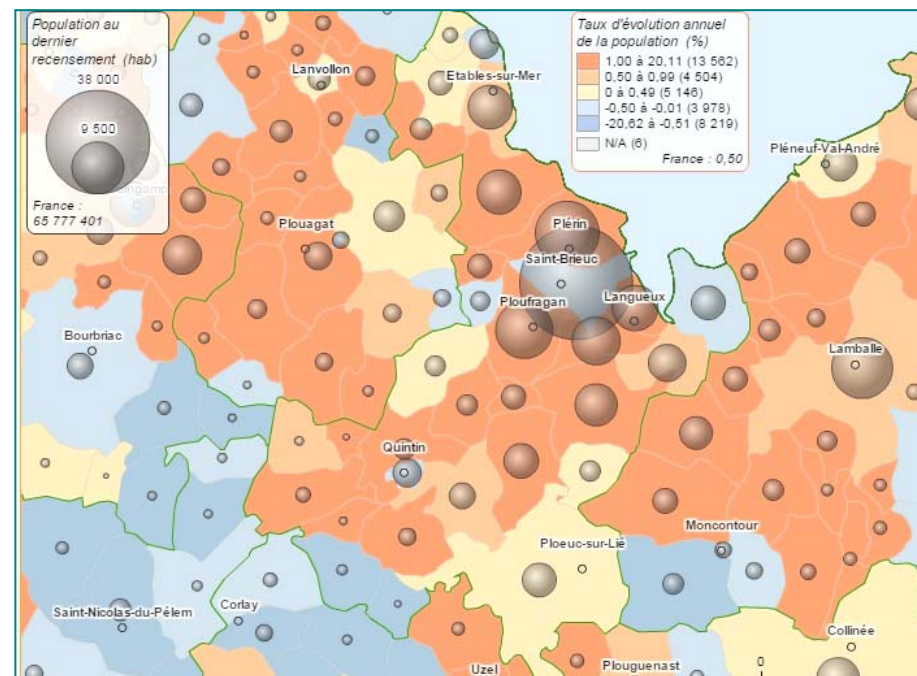 Population au
dernier
recensement (hab)
38 000
9 500
France :
65 777 401
Taux d'évolution annuel
de la population (%)
1,00 à 20,11 (13 562)
0,50 à 0,99 (4 504)
0 à 0,49 (5 146)
-0,50 à -0,01 (3 978)
-20,62 à -0,51 (8 219)
N/A (6)
France : 0,50
Lanvollon
Etables-sur-Mer
Pléneuf-Val-André
Plouagat
Plérin
Saint-Brieuc
Ploufragan
Langueux
Bourbriac
Lamballe
Quintin
Moncontour
Ploeuc-sur-Lié
Saint-Nicolas-du-Pélem
Corlay
Collinée
Uzel
Plouguenast
0